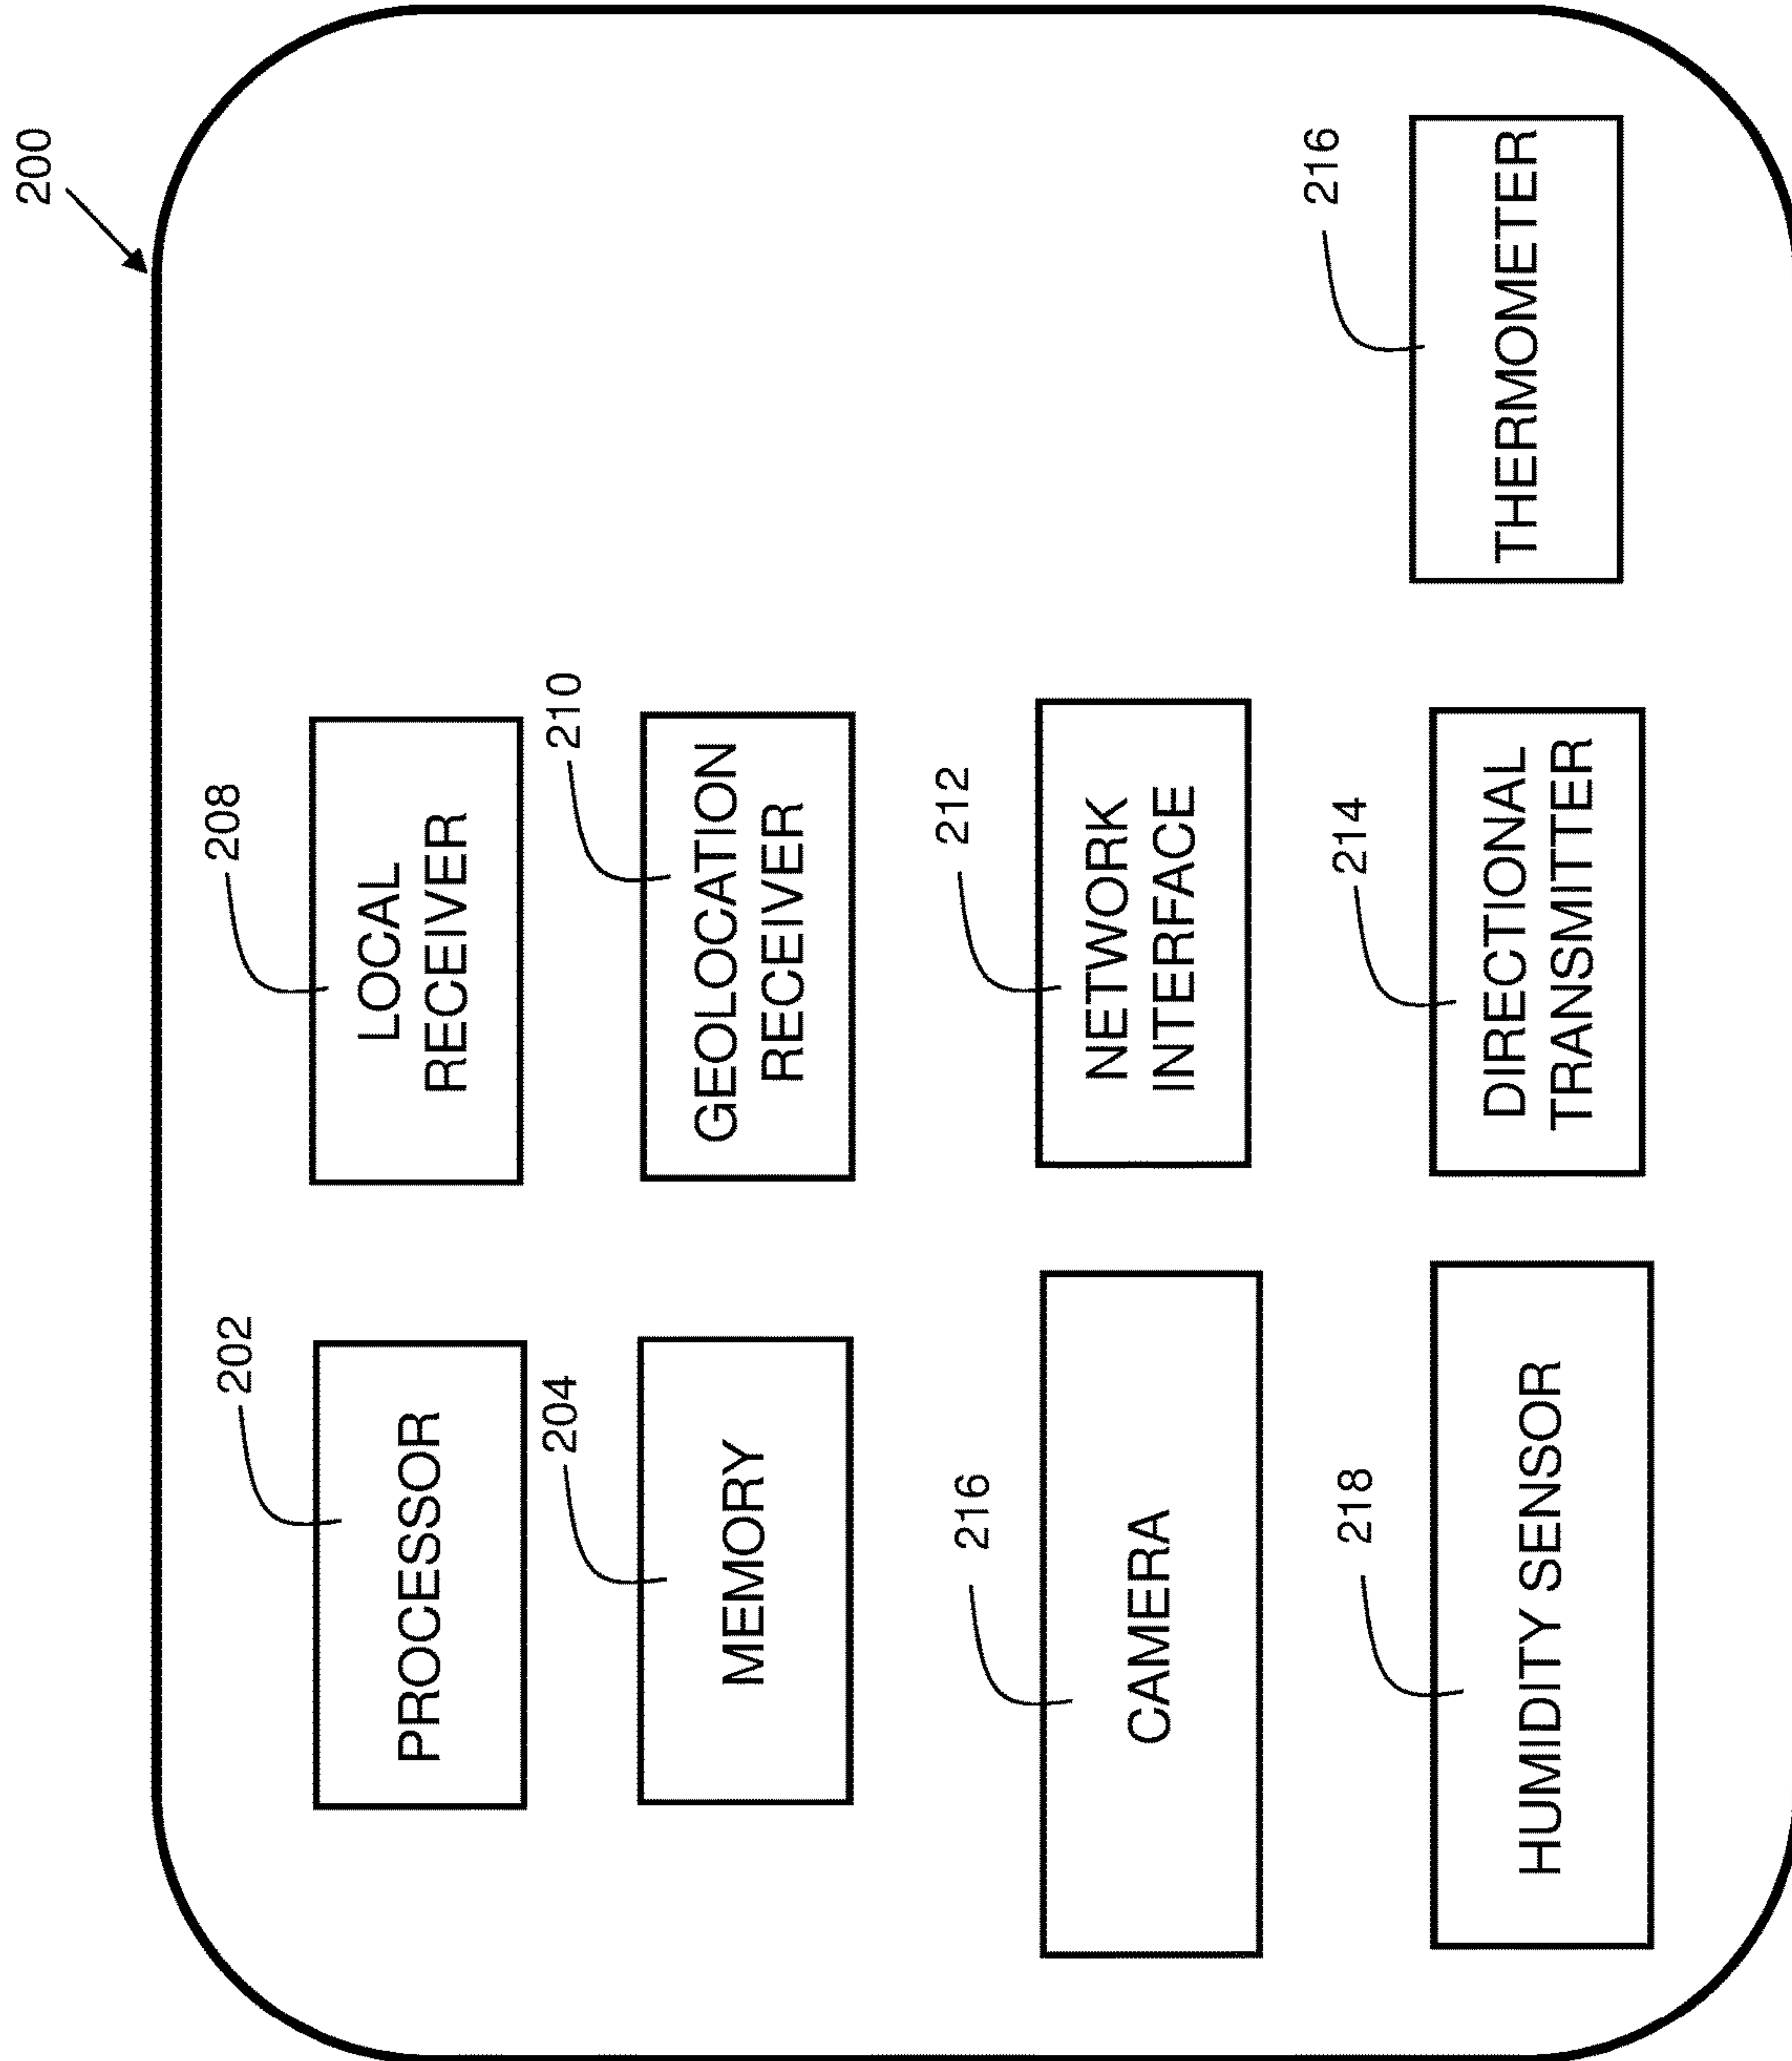 200
202
PROCESSOR
208
LOCAL
RECEIVER
204
MEMORY
210
GEOLOCATION
RECEIVER
216
CAMERA
212
NETWORK
INTERFACE
218
HUMIDITY SENSOR
214
DIRECTIONAL
TRANSMITTER
216
THERMOMETER